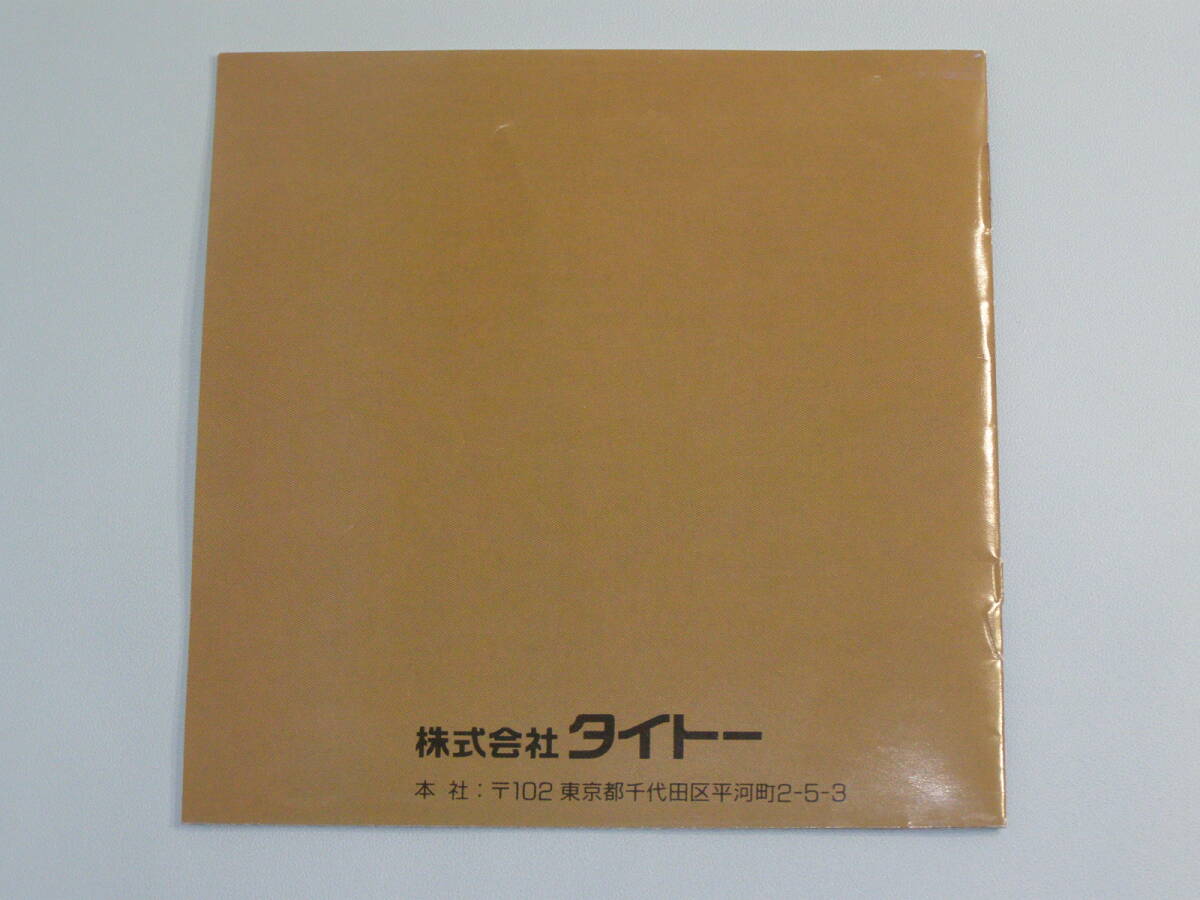 株式会社 タイトー
本 社：〒102 東京都千代田区平河町2-5-3